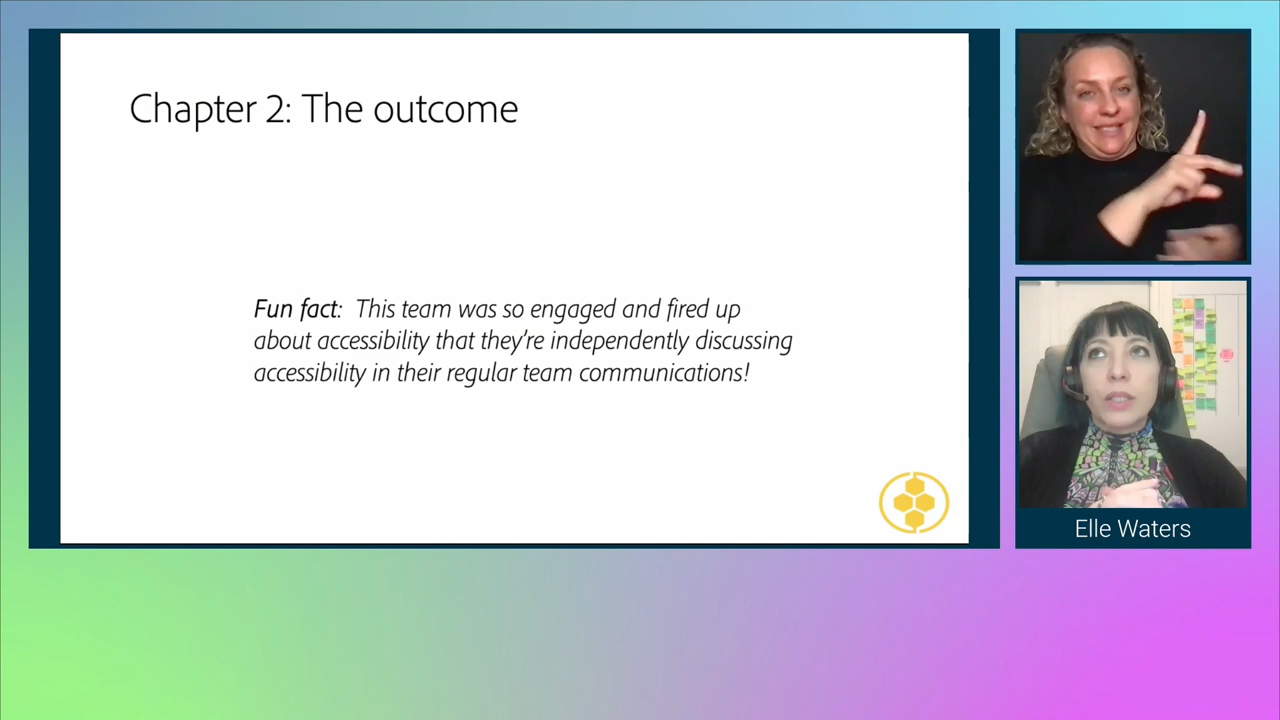 Chapter 2: The outcome
Fun fact: This team was so engaged and fired up
about accessibility that they're independently discussing
accessibility in their regular team communications!
Elle Waters